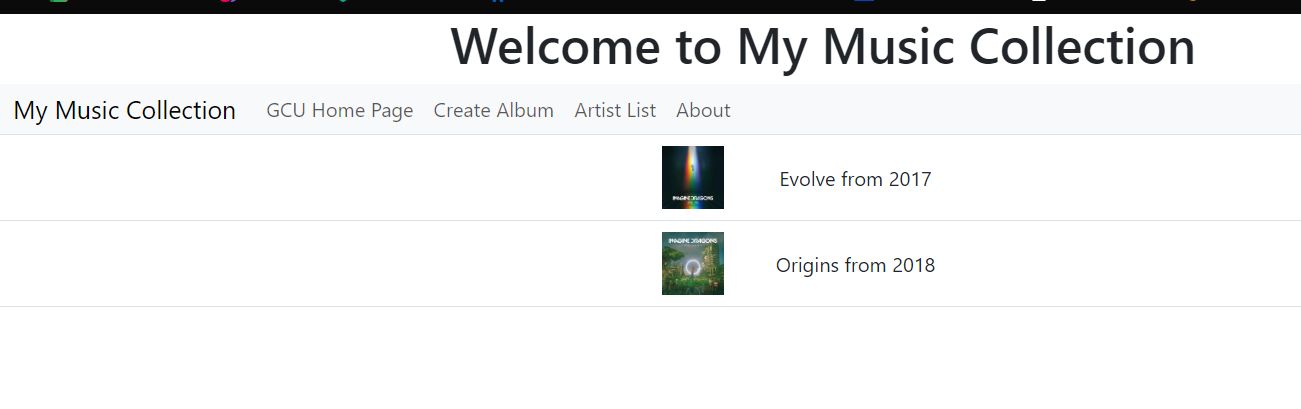 Welcome to My Music Collection
My Music Collection GCU Home Page Create Album Artist List About
IMAGINE DRAGONS
Evolve from 2017
IMAGINE DRAGONS
Origins from 2018